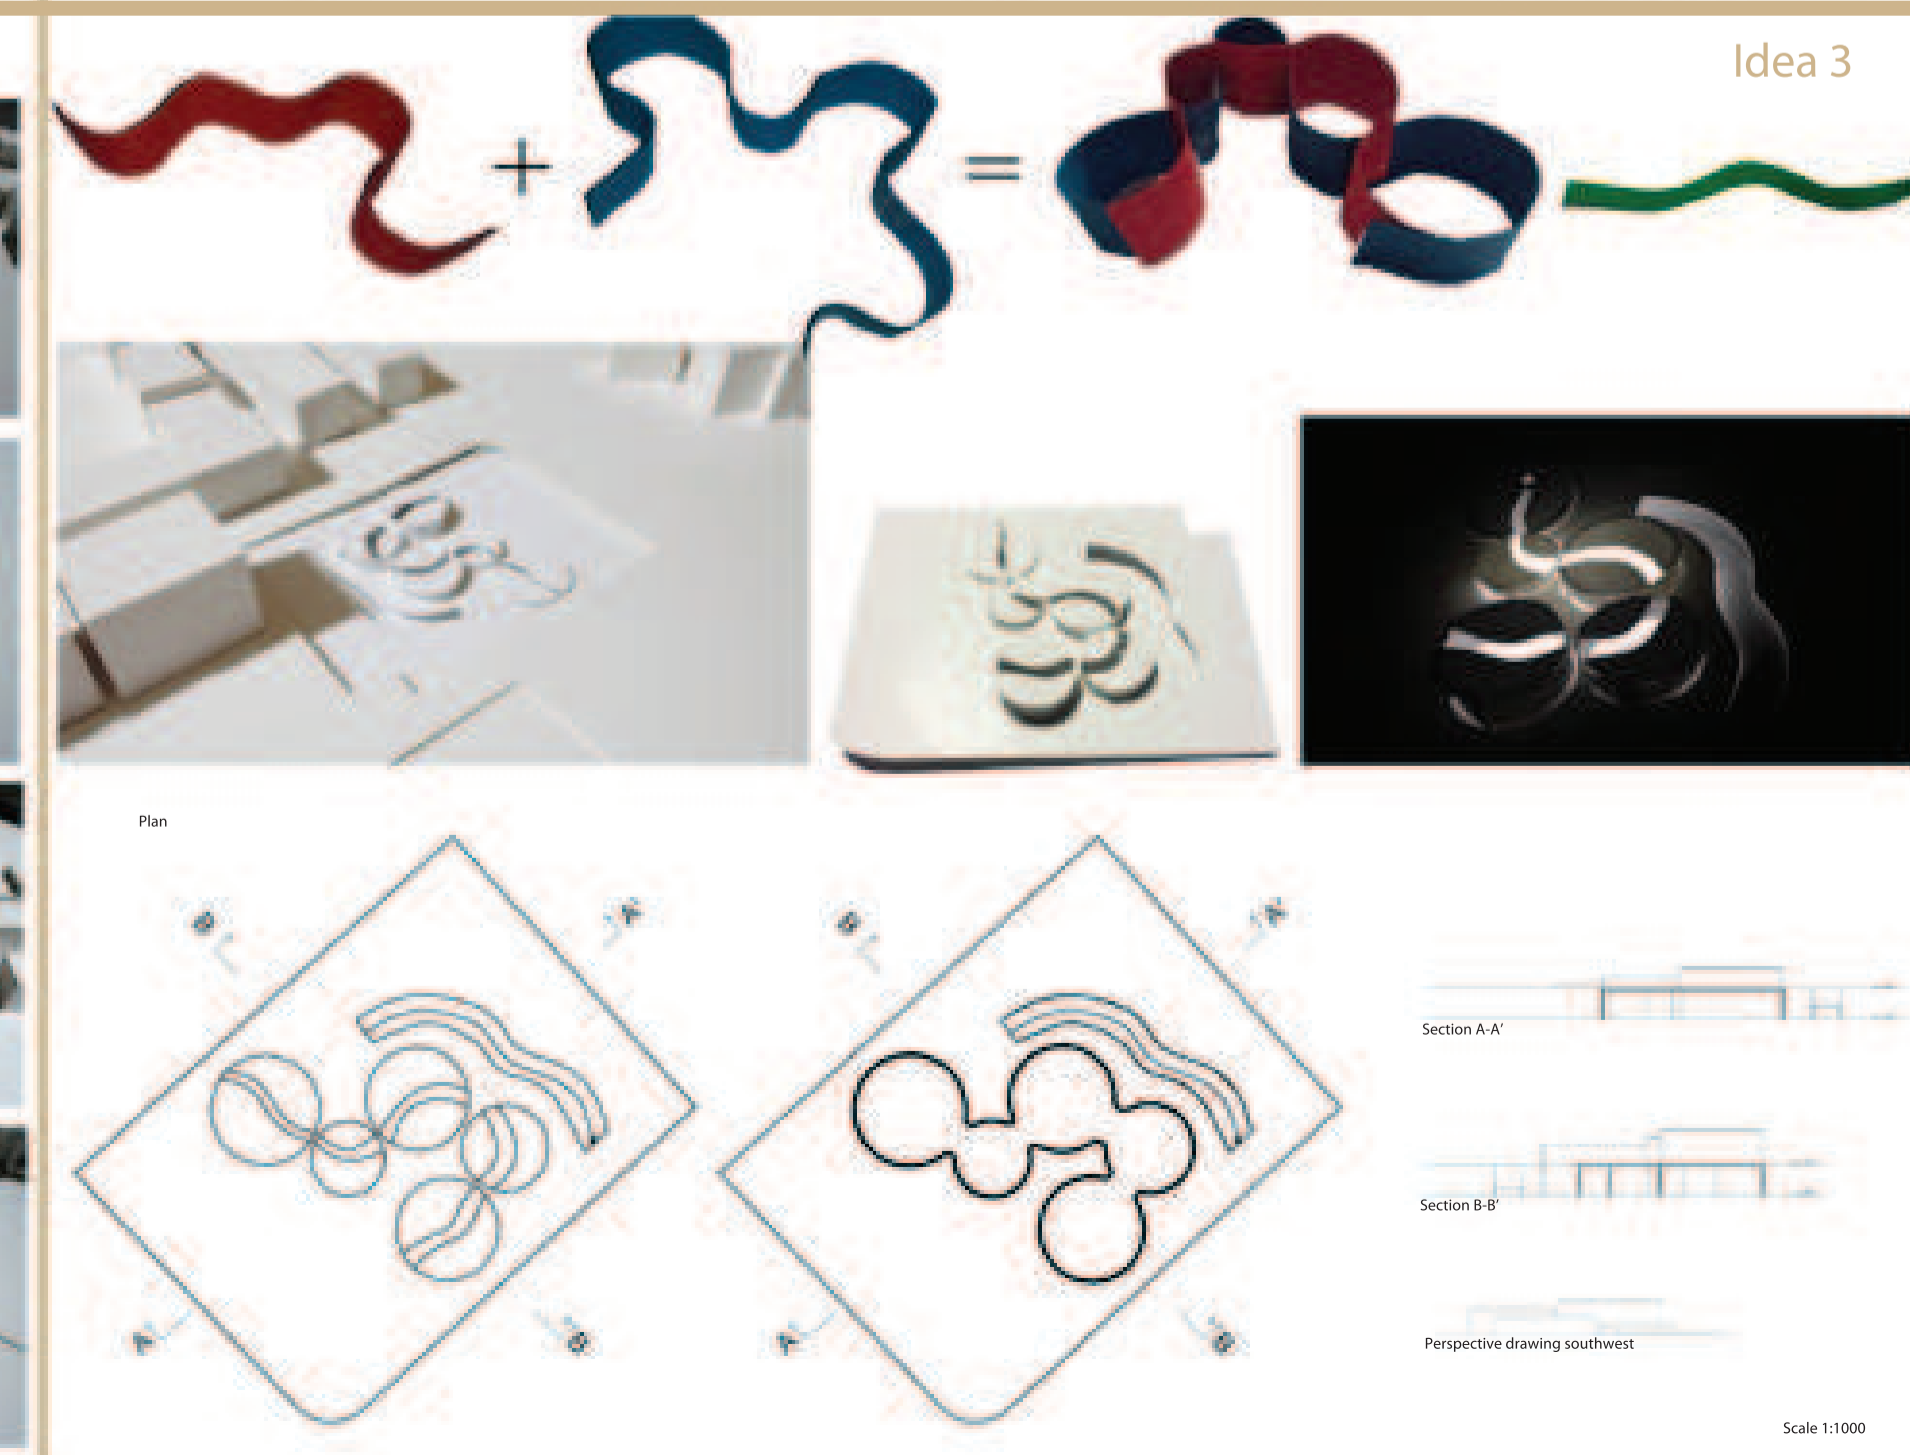 Idea 3
+
=
Plan
B
A'
B
A'
A
B'
A
B'
Section A-A'
Section B-B'
Perspective drawing southwest
Scale 1:1000